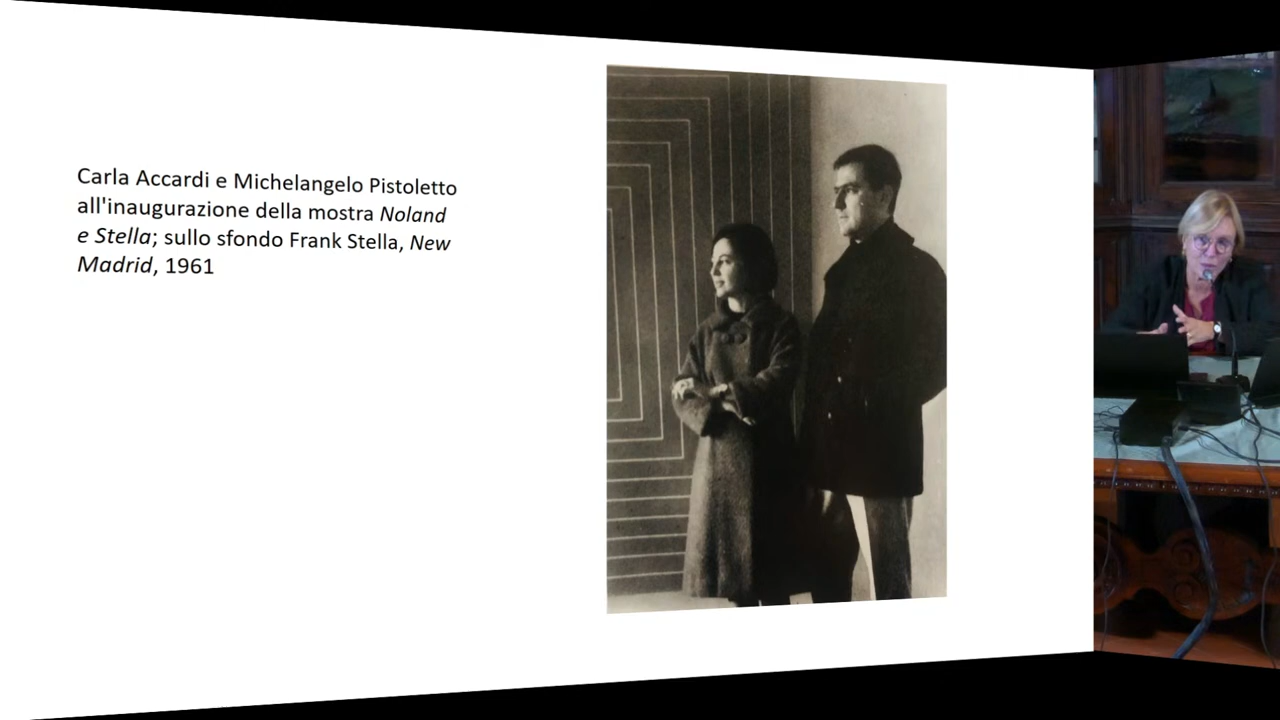 Carla Accardi e Michelangelo Pistoletto
all'inaugurazione della mostra Noland
e Stella; sullo sfondo Frank Stella, New
Madrid, 1961